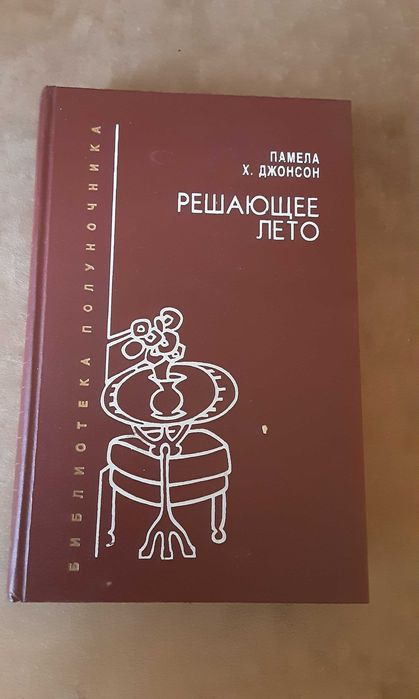 ПАМЕЛА
Х. ДЖОНСОН
РЕШАЮЩЕЕ
ЛЕТО
БИБЛИОТЕКА ПОЛУНОЧНИКА